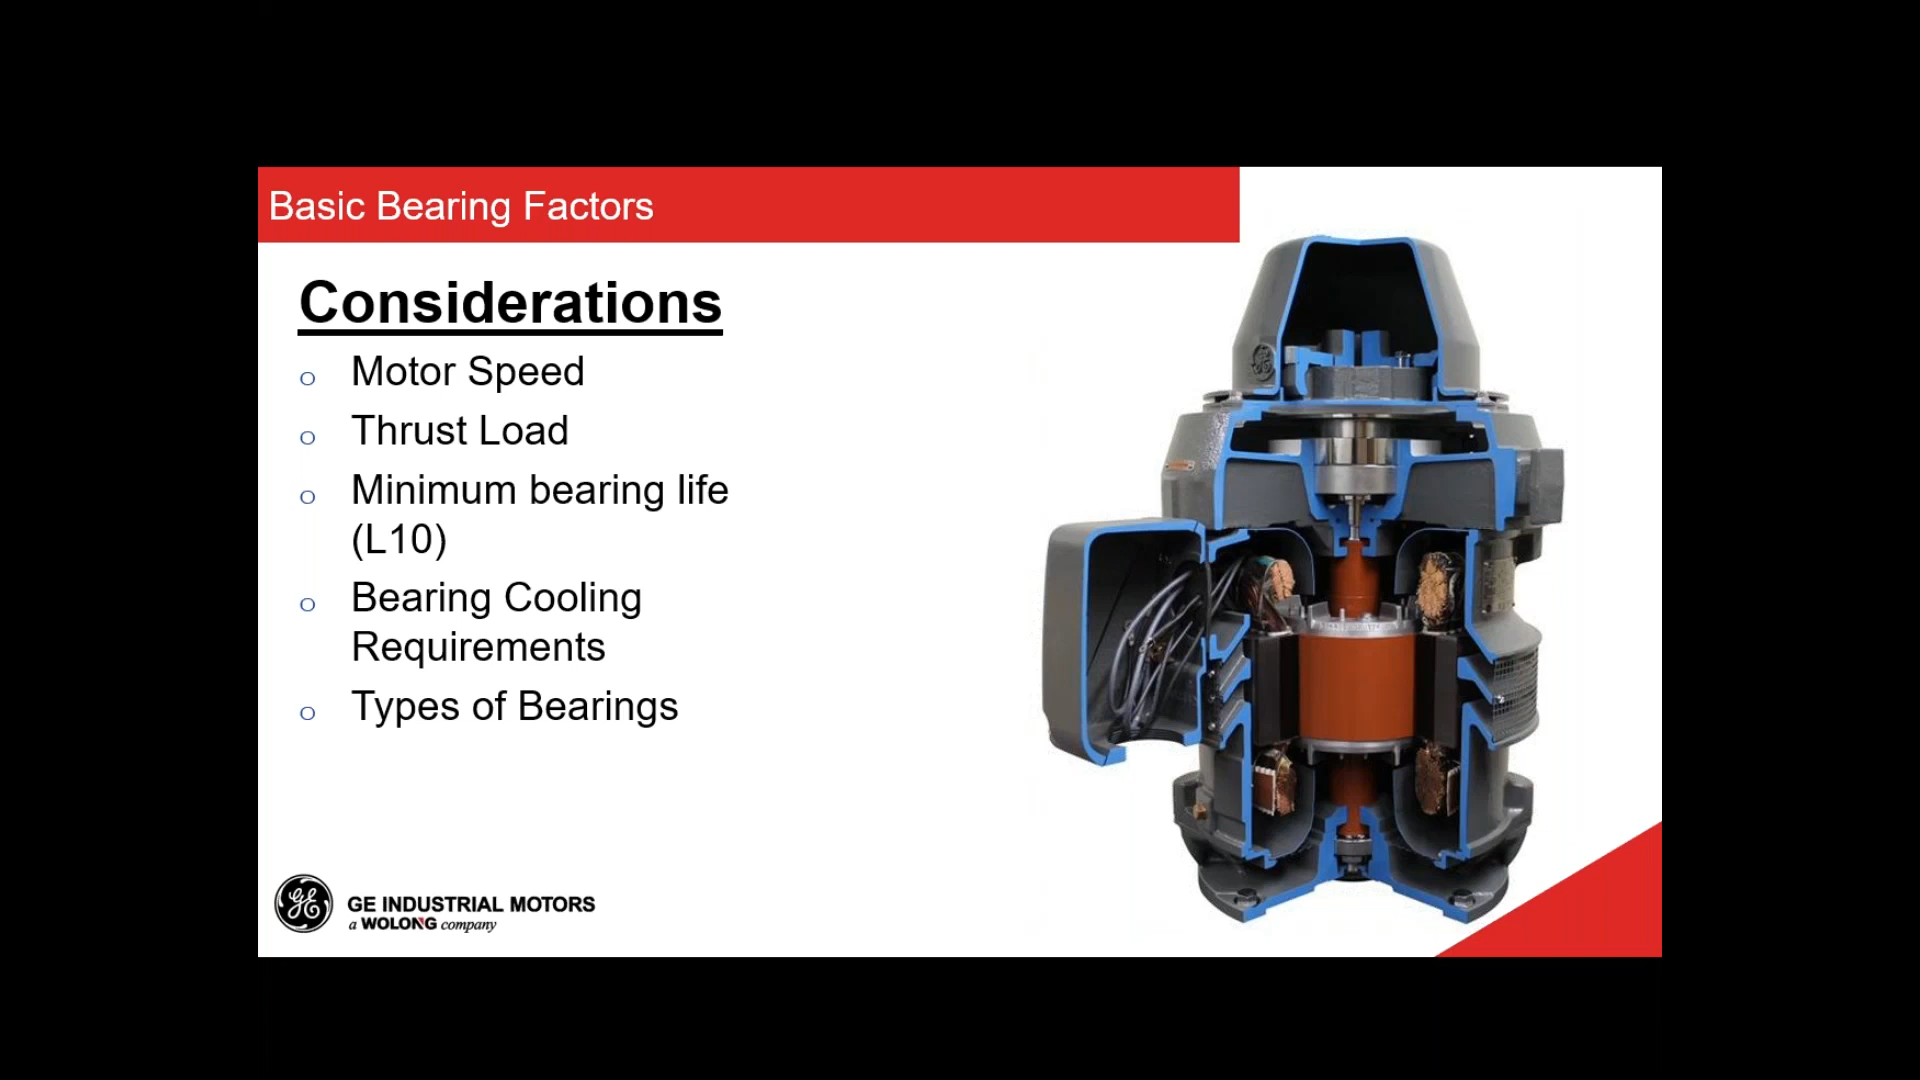 Basic Bearing Factors
Considerations
o Motor Speed
o Thrust Load
o Minimum bearing life
(L10)
o Bearing Cooling
Requirements
o Types of Bearings
GE INDUSTRIAL MOTORS
a WOLONG company